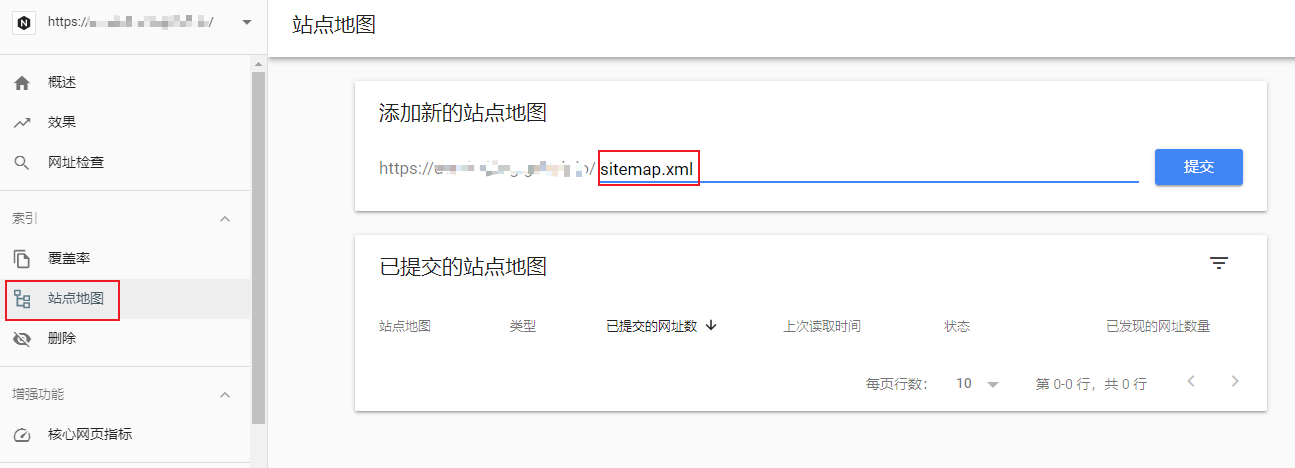 https://
/
站点地图
概述
效果
网址检查
索引
覆盖率
站点地图
删除
增强功能
核心网页指标
添加新的站点地图
https:// / sitemap.xml
提交
已提交的站点地图
站点地图 类型 已提交的网址数 上次读取时间 状态 已发现的网址数量
每页行数： 10 第 0-0 行，共 0 行